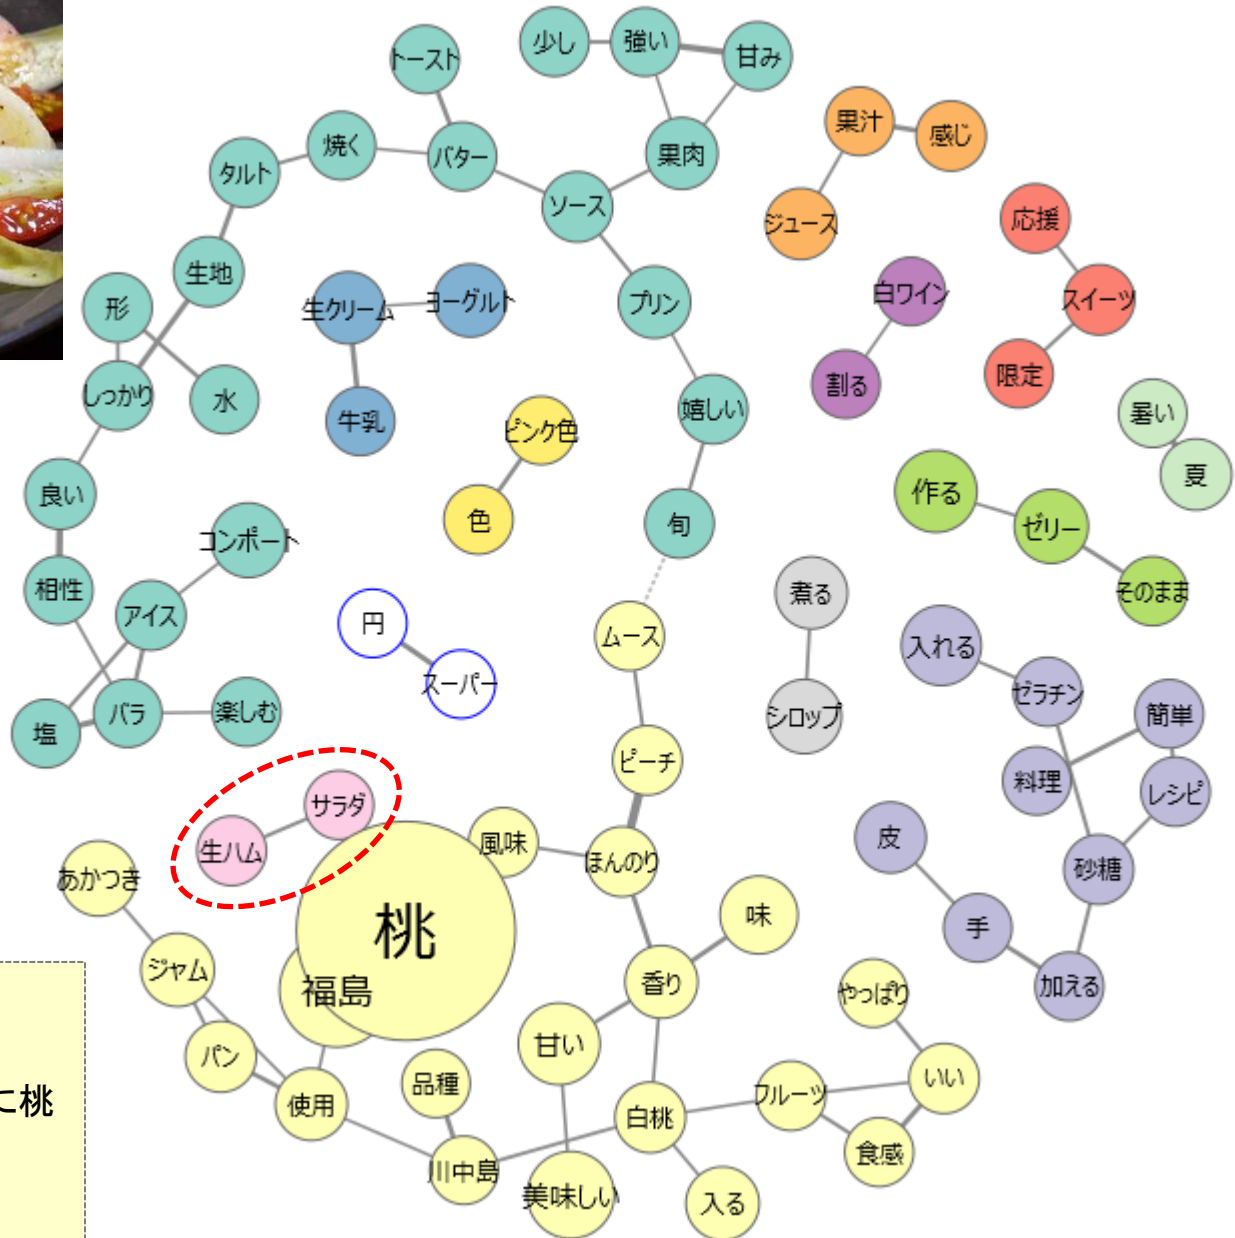 少し
強い
甘み
トースト
果汁
感じ
焼く
バター
果肉
タルト
ソース
ジュース
応援
生地
形
生クリーム
ヨーグルト
プリン
白ワイン
スイーツ
しっかり
水
割る
限定
牛乳
嬉しい
暑い
ピンク色
夏
良い
作る
色
旬
ゼリー
コンポート
相性
アイス
煮る
そのまま
円
ムース
入れる
スーパー
ゼラチン
塩
バラ
楽しむ
シロップ
簡単
ピーチ
料理
レシピ
サラダ
生ハム
風味
ほんのり
皮
砂糖
あかつき
桃
味
手
ジャム
福島
香り
やっぱり
加える
パン
甘い
いい
品種
使用
白桃
フルーツ
食感
川中島
美味しい
入る
に桃